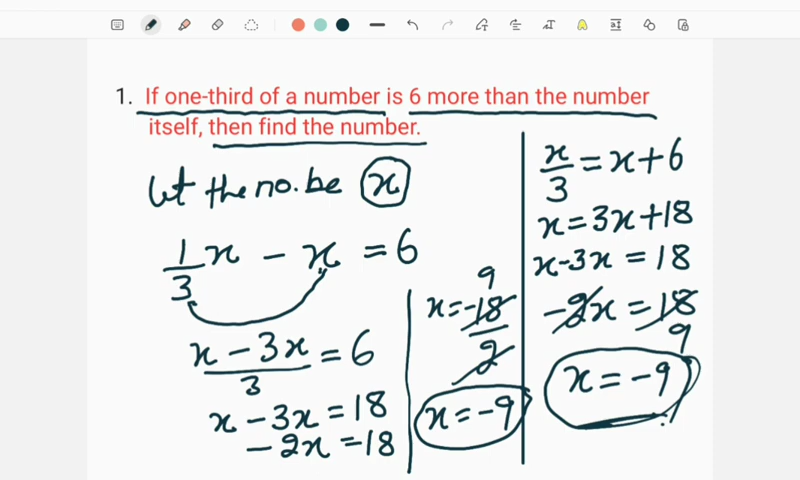 1. If one-third of a number is 6 more than the number
itself, then find the number.
let the no. be x
1/3 x - x = 6
x - 3x / 3 = 6
x - 3x = 18
- 2x = 18
x = -18/2
9
x = -9
x/3 = x + 6
x = 3x + 18
x - 3x = 18
-2x = 18
9
x = -9